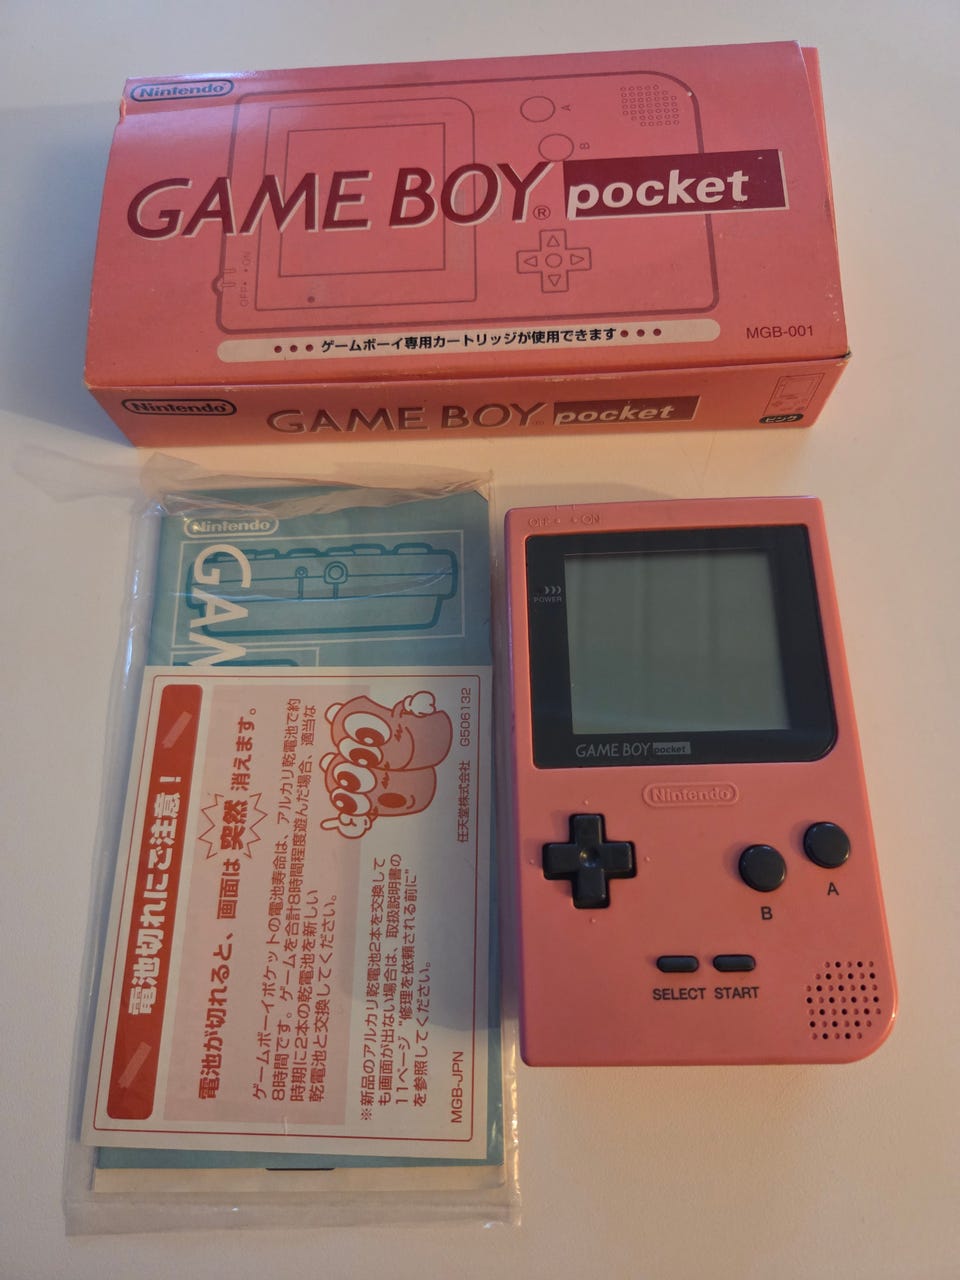 Nintendo
A
B
GAME BOY® pocket
OFF• •ON
•••ゲームボーイ専用カートリッジが使用できます•••
MGB-001
Nintendo
GAME BOY® pocket
ピンク
Nintendo
GAM
電池切れにご注意!
電池が切れると、画面は突然消えます。
ゲームボーイポケットの電池寿命は、アルカリ乾電池で約
8時間です。ゲームを合計8時間程度遊んだ場合、適当な
時期に2本の乾電池を新しい
乾電池と交換してください。
※新品のアルカリ乾電池2本を交換して
も画面が出ない場合は、取扱説明書の
11ページ"修理を依頼される前に"
を参照してください。
MGB-JPN
任天堂株式会社 G506132
OFF• •ON
POWER
GAME BOY pocket
Nintendo
B
A
SELECT START